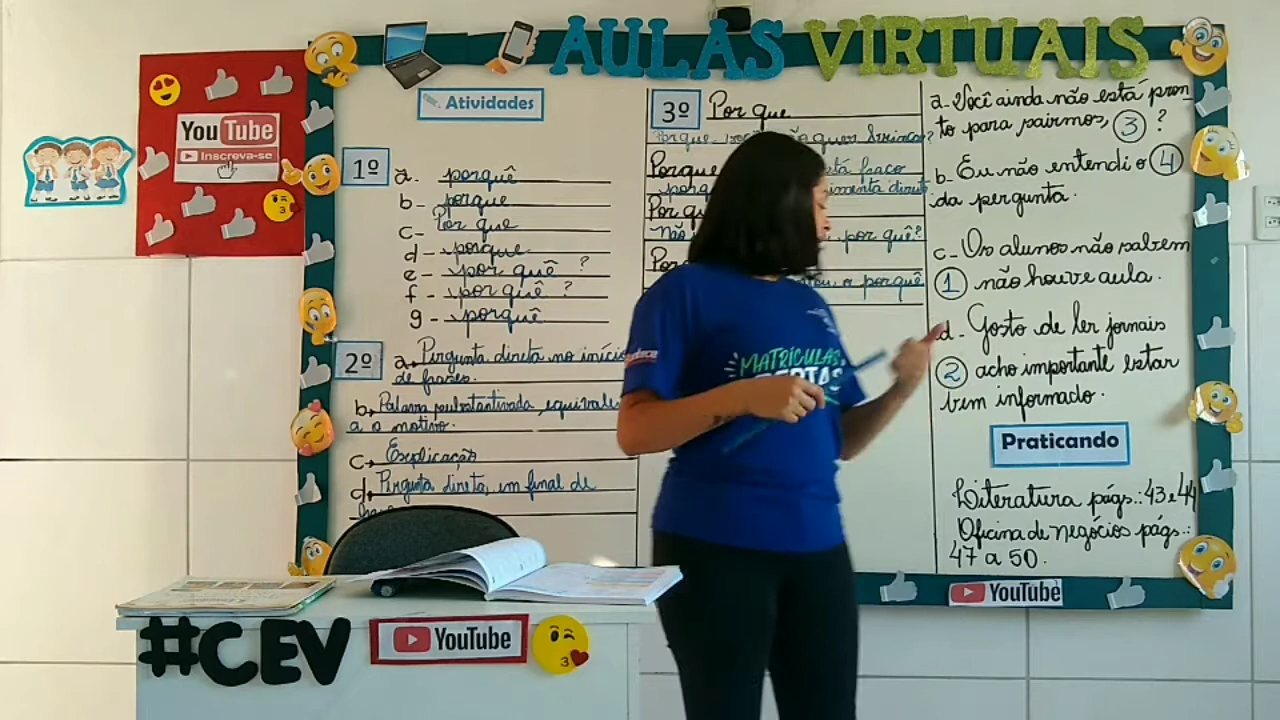 AULAS VIRTUAIS
YouTube
Inscreva-se
Atividades
1º
a- porquê
b- porque
c- Por que
d- porque
e- por quê ?
f- por quê ?
g- porquê
2º
a, Pergunta direta no início
de frases.
b, Palavra substantivada, equivale
a o motivo.
c, Explicação
d, Pergunta direta, em final de
3º Por que
Porque
por quê?
o porquê
a- Você ainda não está pron-
to para sairmos, 3 ?
b- Eu não entendi o 4
da pergunta.
c- Os alunos não sabem
1 não houve aula.
d- Gosto de ler jornais
2 acho importante estar
bem informado.
Praticando
Literatura págs.: 43 e 44
Oficina de negócios págs.:
47 a 50.
YouTube
MATRÍCULAS
#CEV
YouTube